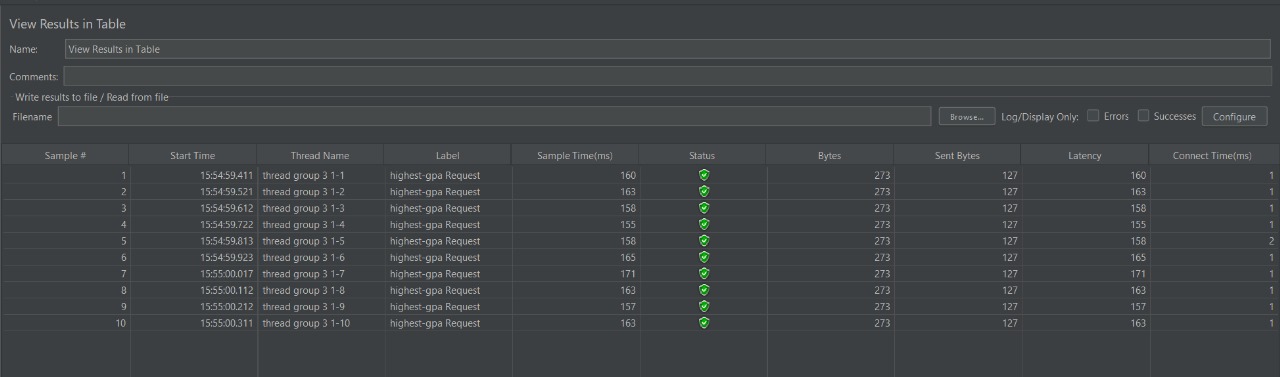 View Results in Table
Name: View Results in Table
Comments:
Write results to file / Read from file
Filename Browse... Log/Display Only: Errors Successes Configure
Sample # Start Time Thread Name Label Sample Time(ms) Status Bytes Sent Bytes Latency Connect Time(ms)
1 15:54:59.411 thread group 3 1-1 highest-gpa Request 160 273 127 160 1
2 15:54:59.521 thread group 3 1-2 highest-gpa Request 163 273 127 163 1
3 15:54:59.612 thread group 3 1-3 highest-gpa Request 158 273 127 158 1
4 15:54:59.722 thread group 3 1-4 highest-gpa Request 155 273 127 155 1
5 15:54:59.813 thread group 3 1-5 highest-gpa Request 158 273 127 158 2
6 15:54:59.923 thread group 3 1-6 highest-gpa Request 165 273 127 165 1
7 15:55:00.017 thread group 3 1-7 highest-gpa Request 171 273 127 171 1
8 15:55:00.112 thread group 3 1-8 highest-gpa Request 163 273 127 163 1
9 15:55:00.212 thread group 3 1-9 highest-gpa Request 157 273 127 157 1
10 15:55:00.311 thread group 3 1-10 highest-gpa Request 163 273 127 163 1